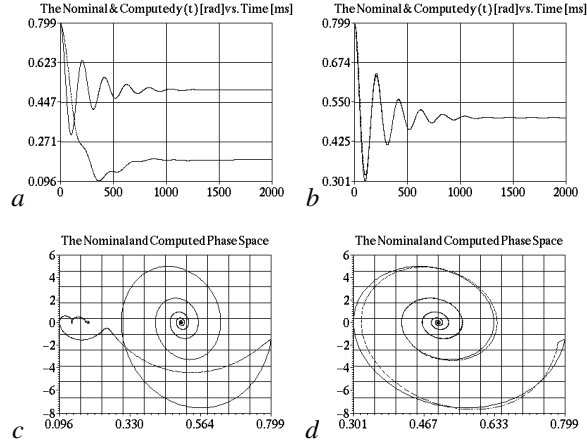 The Nominal & Computed y (t) [rad] vs. Time [ms]
0.799
0.623
0.447
0.271
0.096
0 500 1000 1500 2000
a
The Nominal & Computed y (t) [rad] vs. Time [ms]
0.799
0.674
0.550
0.425
0.301
0 500 1000 1500 2000
b
The Nominal and Computed Phase Space
6
4
2
0
−2
−4
−6
−8
0.096 0.330 0.564 0.799
c
The Nominal and Computed Phase Space
6
4
2
0
−2
−4
−6
−8
0.301 0.467 0.633 0.799
d